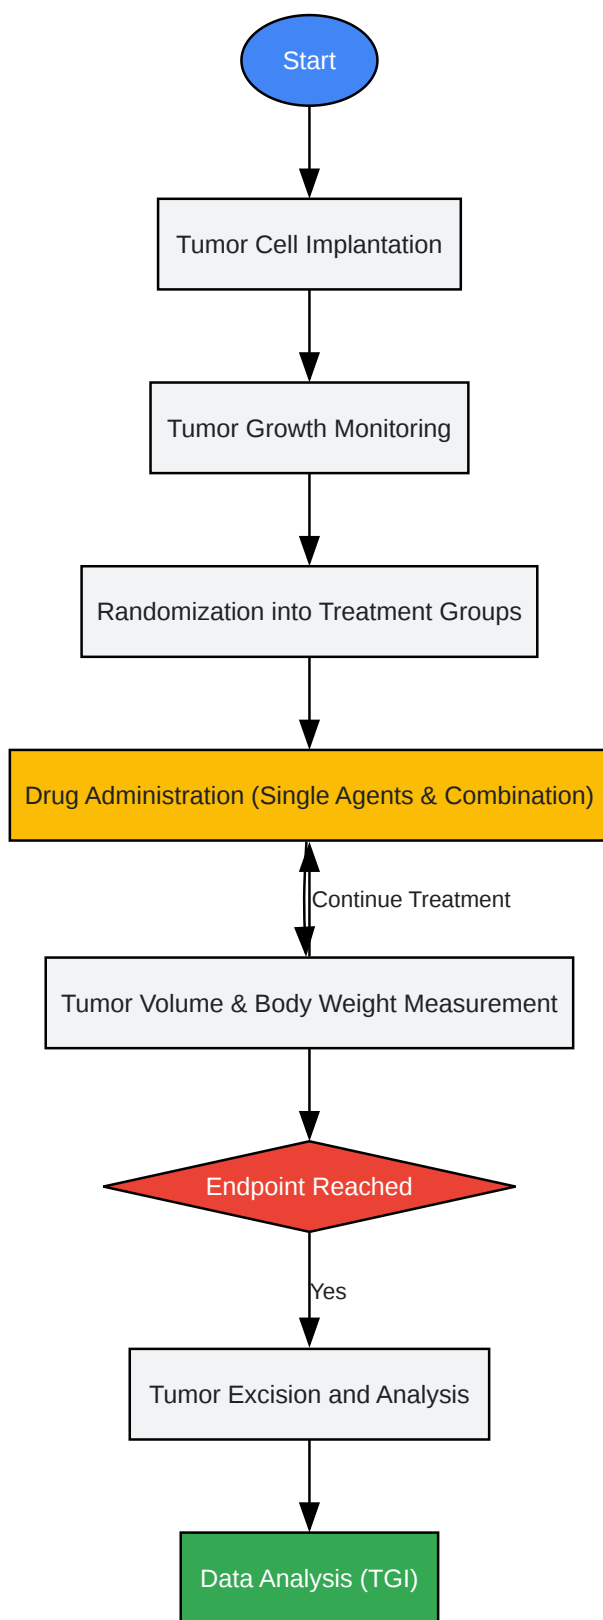 Start
Tumor Cell Implantation
Tumor Growth Monitoring
Randomization into Treatment Groups
Drug Administration (Single Agents & Combination)
Continue Treatment
Tumor Volume & Body Weight Measurement
Endpoint Reached
Yes
Tumor Excision and Analysis
Data Analysis (TGI)